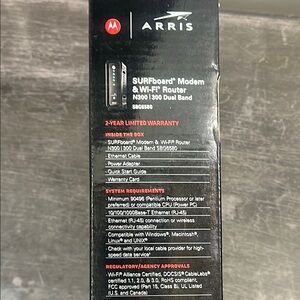 ARRIS
SURFboard® Modem
& Wi-Fi® Router
N300 | 300 Dual Band
SBG6580
2-YEAR LIMITED WARRANTY
INSIDE THE BOX
SURFboard® Modem & Wi-Fi® Router
N300 | 300 Dual Band SBG6580
Ethernet Cable
Power Adapter
Quick Start Guide
Warranty Card
SYSTEM REQUIREMENTS
Minimum 90496 (Pentium Processor or later
preferred) or compatible CPU (Power PC)
10/100/1000Base-T Ethernet (RJ-45)
Ethernet (RJ-45) connection or wireless
connection capability
Compatible with Windows®, Macintosh®,
Linux® and UNIX®
Check with your local cable provider for high-
speed data service
REGULATORY/AGENCY APPROVALS
Wi-Fi® Alliance Certified, DOCSIS® CableLabs®
certified 1.1, 2.0, & 3.0, RoHS compliant,
FCC approved (Part 15, Class B), UL Listed
(U.S. and Canada)